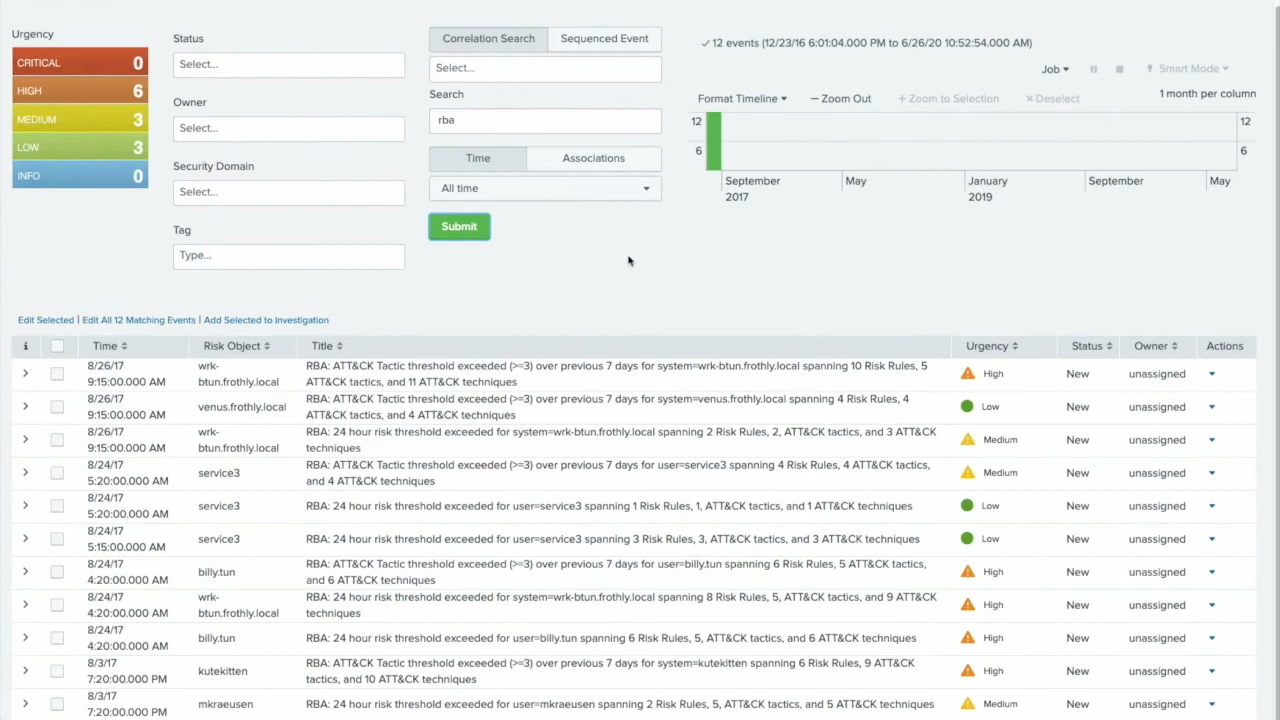 Urgency
CRITICAL 0
HIGH 6
MEDIUM 3
LOW 3
INFO 0
Status
Select...
Owner
Select...
Security Domain
Select...
Tag
Type...
Correlation Search Sequenced Event
Select...
Search
rba
Time Associations
All time
Submit
✓ 12 events (12/23/16 6:01:04.000 PM to 6/26/20 10:52:54.000 AM)
Job Smart Mode
Format Timeline — Zoom Out + Zoom to Selection × Deselect 1 month per column
12 12
6 6
September May January September May
2017 2019
Edit Selected | Edit All 12 Matching Events | Add Selected to Investigation
i Time Risk Object Title Urgency Status Owner Actions
8/26/17 wrk- RBA: ATT&CK Tactic threshold exceeded (>=3) over previous 7 days for system=wrk-btun.frothly.local spanning 10 Risk Rules, 5 High New unassigned
9:15:00.000 AM btun.frothly.local ATT&CK tactics, and 11 ATT&CK techniques
8/26/17 venus.frothly.local RBA: ATT&CK Tactic threshold exceeded (>=3) over previous 7 days for system=venus.frothly.local spanning 4 Risk Rules, 4 Low New unassigned
9:15:00.000 AM ATT&CK tactics, and 4 ATT&CK techniques
8/26/17 wrk- RBA: 24 hour risk threshold exceeded for system=wrk-btun.frothly.local spanning 2 Risk Rules, 2, ATT&CK tactics, and 3 ATT&CK Medium New unassigned
9:15:00.000 AM btun.frothly.local techniques
8/24/17 service3 RBA: ATT&CK Tactic threshold exceeded (>=3) over previous 7 days for user=service3 spanning 4 Risk Rules, 4 ATT&CK tactics, Medium New unassigned
5:20:00.000 AM and 4 ATT&CK techniques
8/24/17 service3 RBA: 24 hour risk threshold exceeded for user=service3 spanning 1 Risk Rules, 1, ATT&CK tactics, and 1 ATT&CK techniques Low New unassigned
5:20:00.000 AM
8/24/17 service3 RBA: 24 hour risk threshold exceeded for user=service3 spanning 3 Risk Rules, 3, ATT&CK tactics, and 3 ATT&CK techniques Low New unassigned
5:15:00.000 AM
8/24/17 billy.tun RBA: ATT&CK Tactic threshold exceeded (>=3) over previous 7 days for user=billy.tun spanning 6 Risk Rules, 5 ATT&CK tactics, High New unassigned
4:20:00.000 AM and 6 ATT&CK techniques
8/24/17 wrk- RBA: 24 hour risk threshold exceeded for system=wrk-btun.frothly.local spanning 8 Risk Rules, 5, ATT&CK tactics, and 9 ATT&CK High New unassigned
4:20:00.000 AM btun.frothly.local techniques
8/24/17 billy.tun RBA: 24 hour risk threshold exceeded for user=billy.tun spanning 6 Risk Rules, 5, ATT&CK tactics, and 6 ATT&CK techniques High New unassigned
4:20:00.000 AM
8/3/17 kutekitten RBA: ATT&CK Tactic threshold exceeded (>=3) over previous 7 days for system=kutekitten spanning 6 Risk Rules, 9 ATT&CK High New unassigned
7:20:00.000 PM tactics, and 10 ATT&CK techniques
8/3/17 mkraeusen RBA: 24 hour risk threshold exceeded for user=mkraeusen spanning 2 Risk Rules, 5, ATT&CK tactics, and 5 ATT&CK techniques Medium New unassigned
7:20:00.000 PM